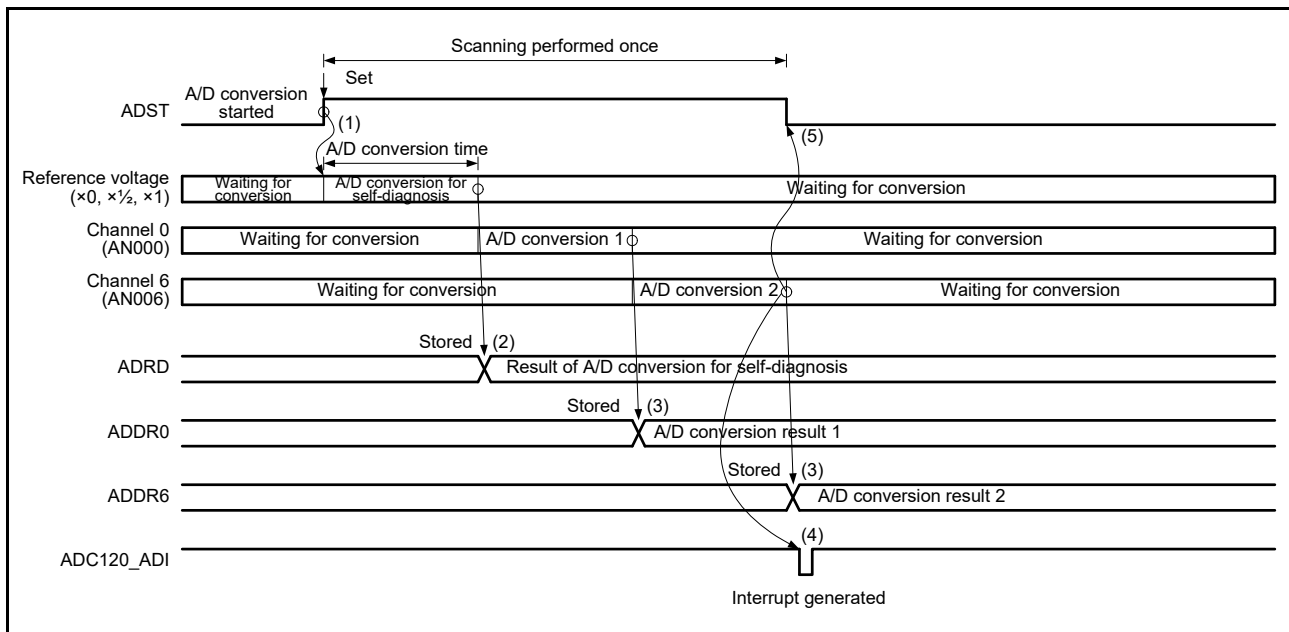 Scanning performed once
Set
A/D conversion
started
ADST
(1)
(5)
A/D conversion time
Reference voltage
(×0, ×½, ×1)
Waiting for
conversion
A/D conversion for
self-diagnosis
Waiting for conversion
Channel 0
(AN000)
Waiting for conversion
A/D conversion 1
Waiting for conversion
Channel 6
(AN006)
Waiting for conversion
A/D conversion 2
Waiting for conversion
Stored (2)
ADRD
Result of A/D conversion for self-diagnosis
Stored (3)
ADDR0
A/D conversion result 1
Stored (3)
ADDR6
A/D conversion result 2
(4)
ADC120_ADI
Interrupt generated